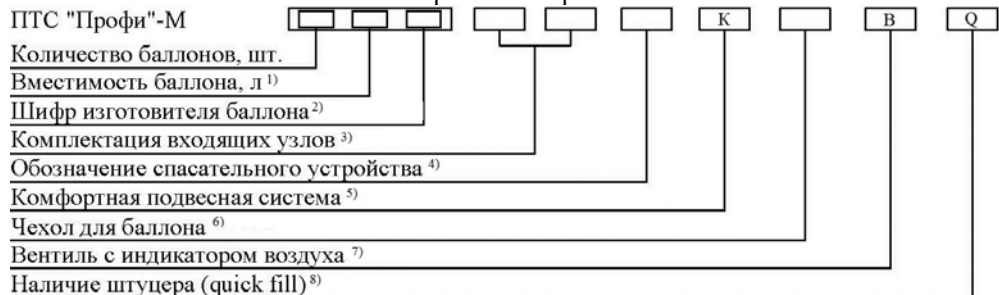 ПТС "Профи"-М К В Q
Количество баллонов, шт.
Вместимость баллона, л 1)
Шифр изготовителя баллона 2)
Комплектация входящих узлов 3)
Обозначение спасательного устройства 4)
Комфортная подвесная система 5)
Чехол для баллона 6)
Вентиль с индикатором воздуха 7)
Наличие штуцера (quick fill) 8)